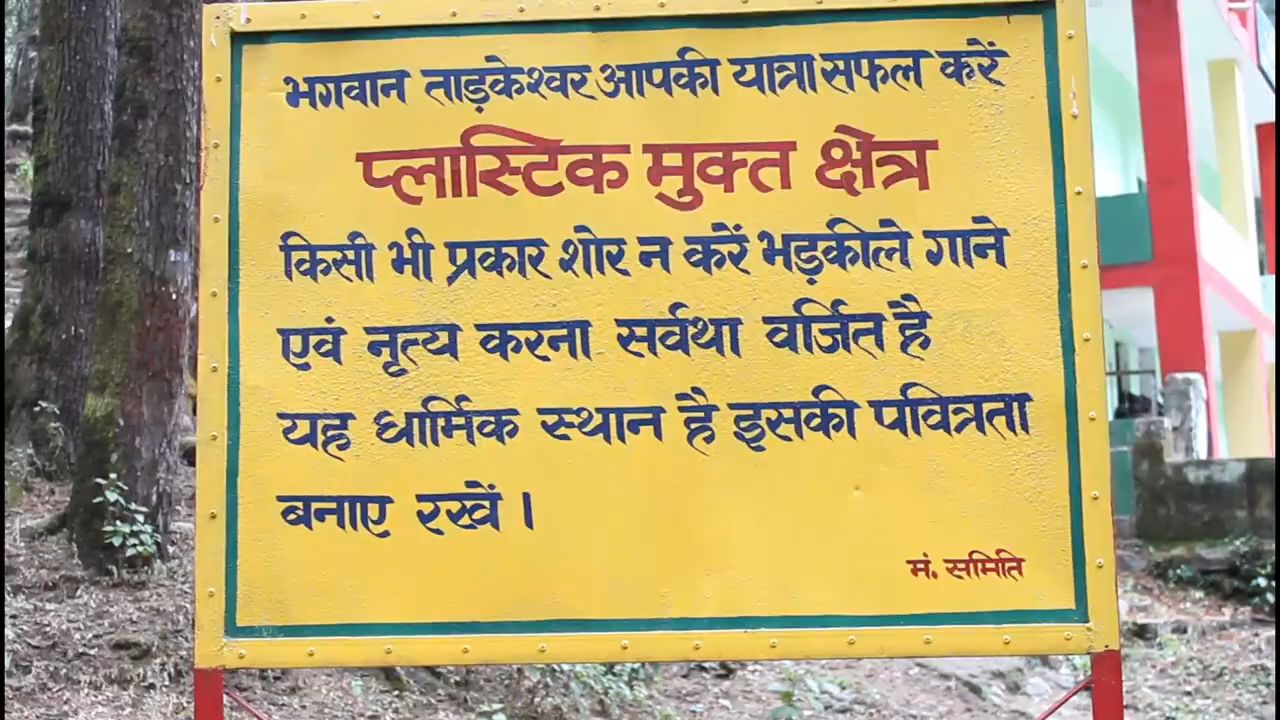 भगवान ताड़केश्वर आपकी यात्रा सफल करें
प्लास्टिक मुक्त क्षेत्र
किसी भी प्रकार शोर न करें भड़कीले गाने
एवं नृत्य करना सर्वथा वर्जित है
यह धार्मिक स्थान है इसकी पवित्रता
बनाए रखें ।
मं. समिति